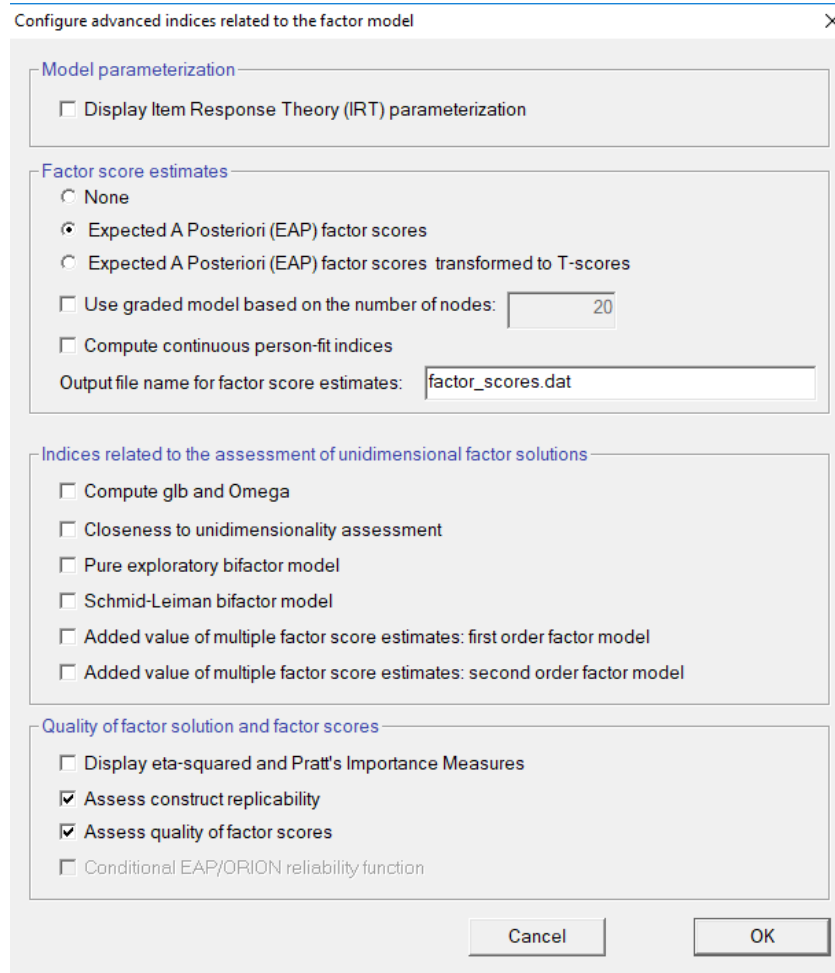 Configure advanced indices related to the factor model
Model parameterization
Display Item Response Theory (IRT) parameterization
Factor score estimates
None
Expected A Posteriori (EAP) factor scores
Expected A Posteriori (EAP) factor scores transformed to T-scores
Use graded model based on the number of nodes: 20
Compute continuous person-fit indices
Output file name for factor score estimates: factor_scores.dat
Indices related to the assessment of unidimensional factor solutions
Compute glb and Omega
Closeness to unidimensionality assessment
Pure exploratory bifactor model
Schmid-Leiman bifactor model
Added value of multiple factor score estimates: first order factor model
Added value of multiple factor score estimates: second order factor model
Quality of factor solution and factor scores
Display eta-squared and Pratt's Importance Measures
Assess construct replicability
Assess quality of factor scores
Conditional EAP/ORION reliability function
Cancel OK